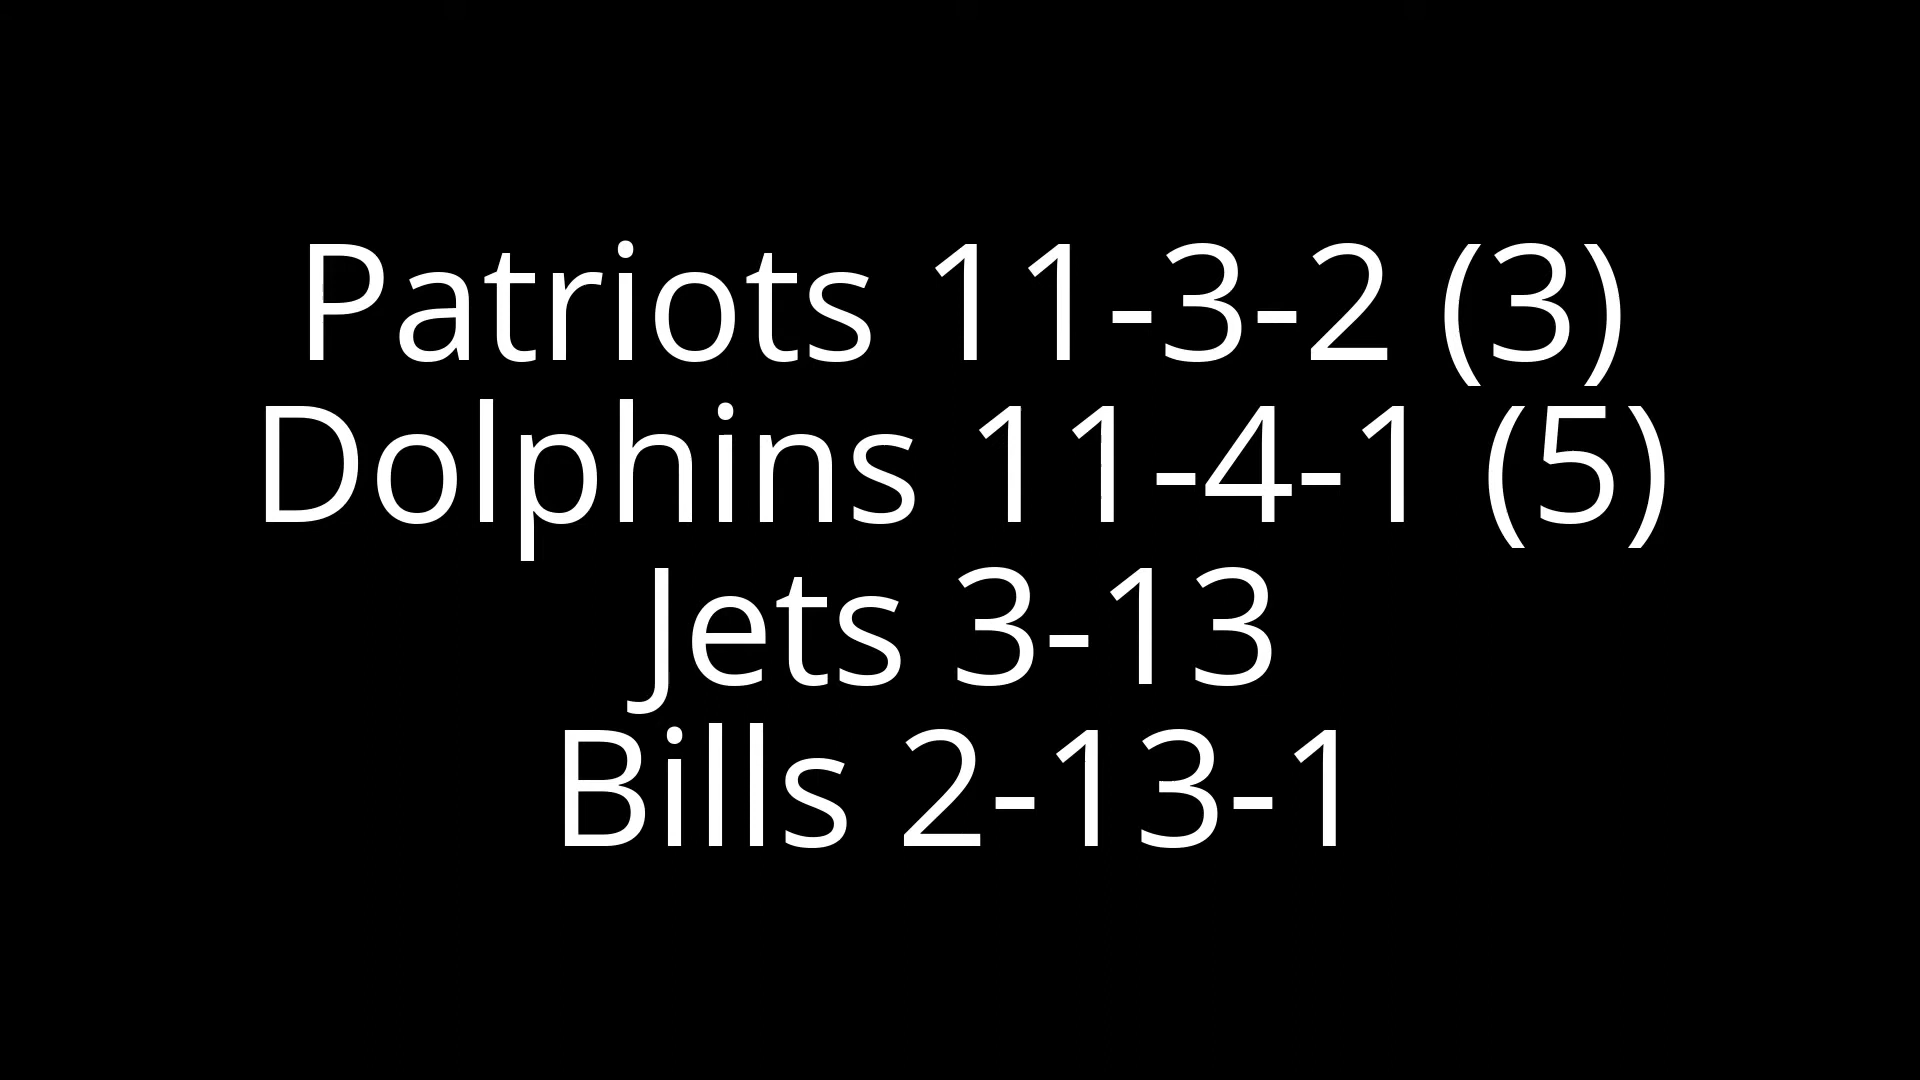 Patriots 11-3-2 (3)
Dolphins 11-4-1 (5)
Jets 3-13
Bills 2-13-1